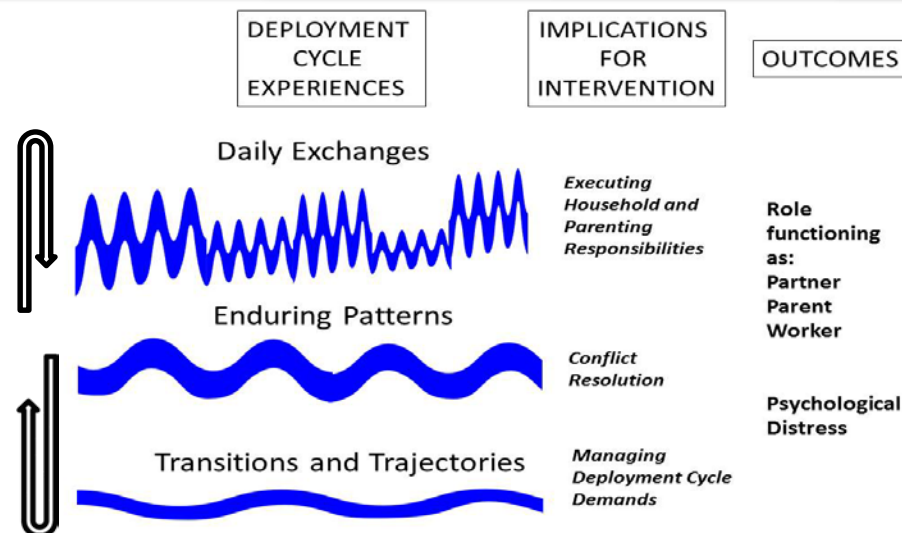 DEPLOYMENT
CYCLE
EXPERIENCES
IMPLICATIONS
FOR
INTERVENTION
OUTCOMES
Daily Exchanges
Executing
Household and
Parenting
Responsibilities
Role
functioning
as:
Partner
Parent
Worker
Enduring Patterns
Conflict
Resolution
Psychological
Distress
Transitions and Trajectories
Managing
Deployment Cycle
Demands